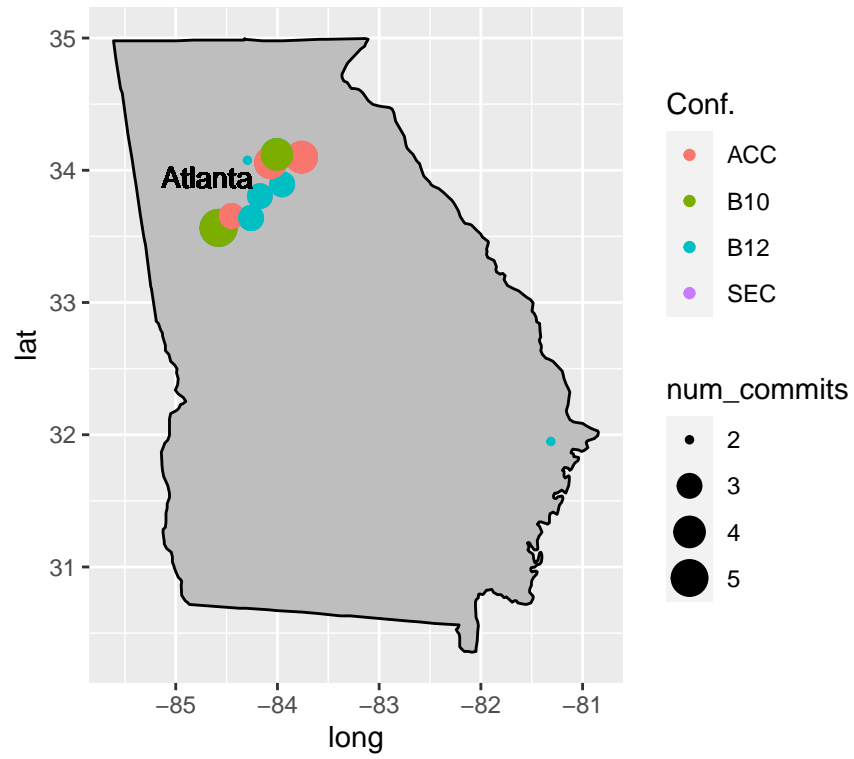 35
34
33
32
31
lat
Atlanta
−85
−84
−83
−82
−81
long
Conf.
ACC
B10
B12
SEC
num_commits
2
3
4
5